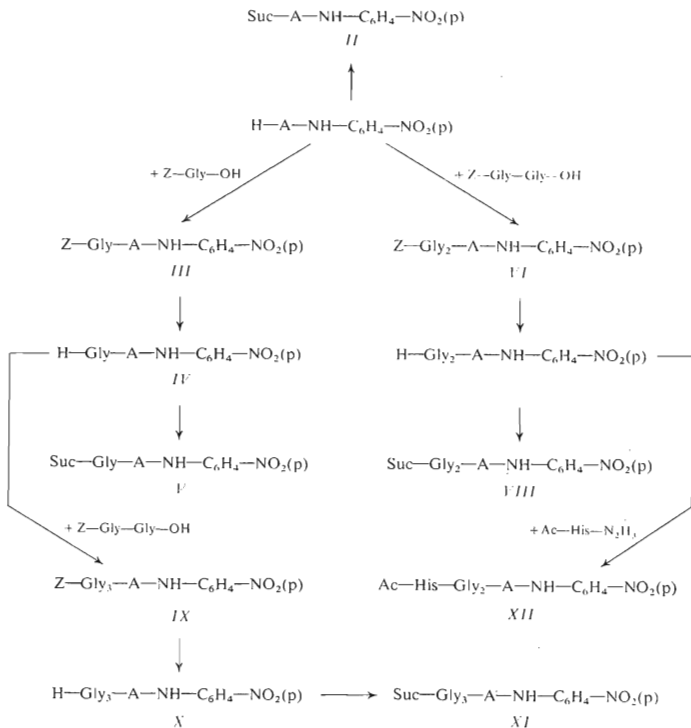 Suc—A—NH—C₆H₄—NO₂(p)
II
H—A—NH—C₆H₄—NO₂(p)
+ Z—Gly—OH
+ Z--Gly—Gly--OH
Z—Gly—A—NH—C₆H₄—NO₂(p)
III
Z—Gly₂—A—NH—C₆H₄—NO₂(p)
VI
H—Gly—A—NH—C₆H₄—NO₂(p)
IV
H—Gly₂—A—NH—C₆H₄—NO₂(p)
Suc—Gly—A—NH—C₆H₄—NO₂(p)
V
Suc—Gly₂—A—NH—C₆H₄—NO₂(p)
VIII
+ Z—Gly—Gly—OH
+Ac—His—N₂H₃
Z—Gly₃—A—NH—C₆H₄—NO₂(p)
IX
Ac—His—Gly₂—A—NH—C₆H₄—NO₂(p)
XII
H—Gly₃—A—NH—C₆H₄—NO₂(p)
X
Suc—Gly₃—A—NH—C₆H₄—NO₂(p)
XI